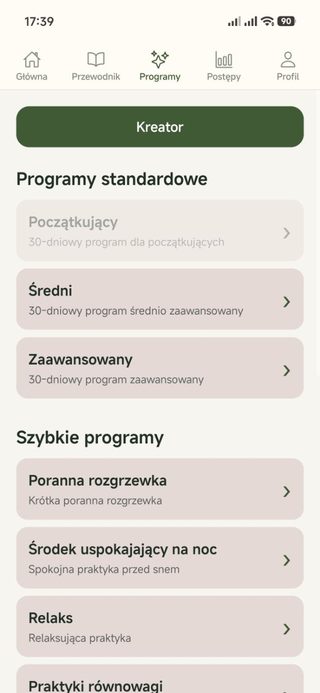 17:39
90
Główna
Przewodnik
Programy
Postępy
Profil
Kreator
Programy standardowe
Początkujący
30-dniowy program dla początkujących
Średni
30-dniowy program średnio zaawansowany
Zaawansowany
30-dniowy program zaawansowany
Szybkie programy
Poranna rozgrzewka
Krótka poranna rozgrzewka
Środek uspokajający na noc
Spokojna praktyka przed snem
Relaks
Relaksująca praktyka
Praktyki równowagi